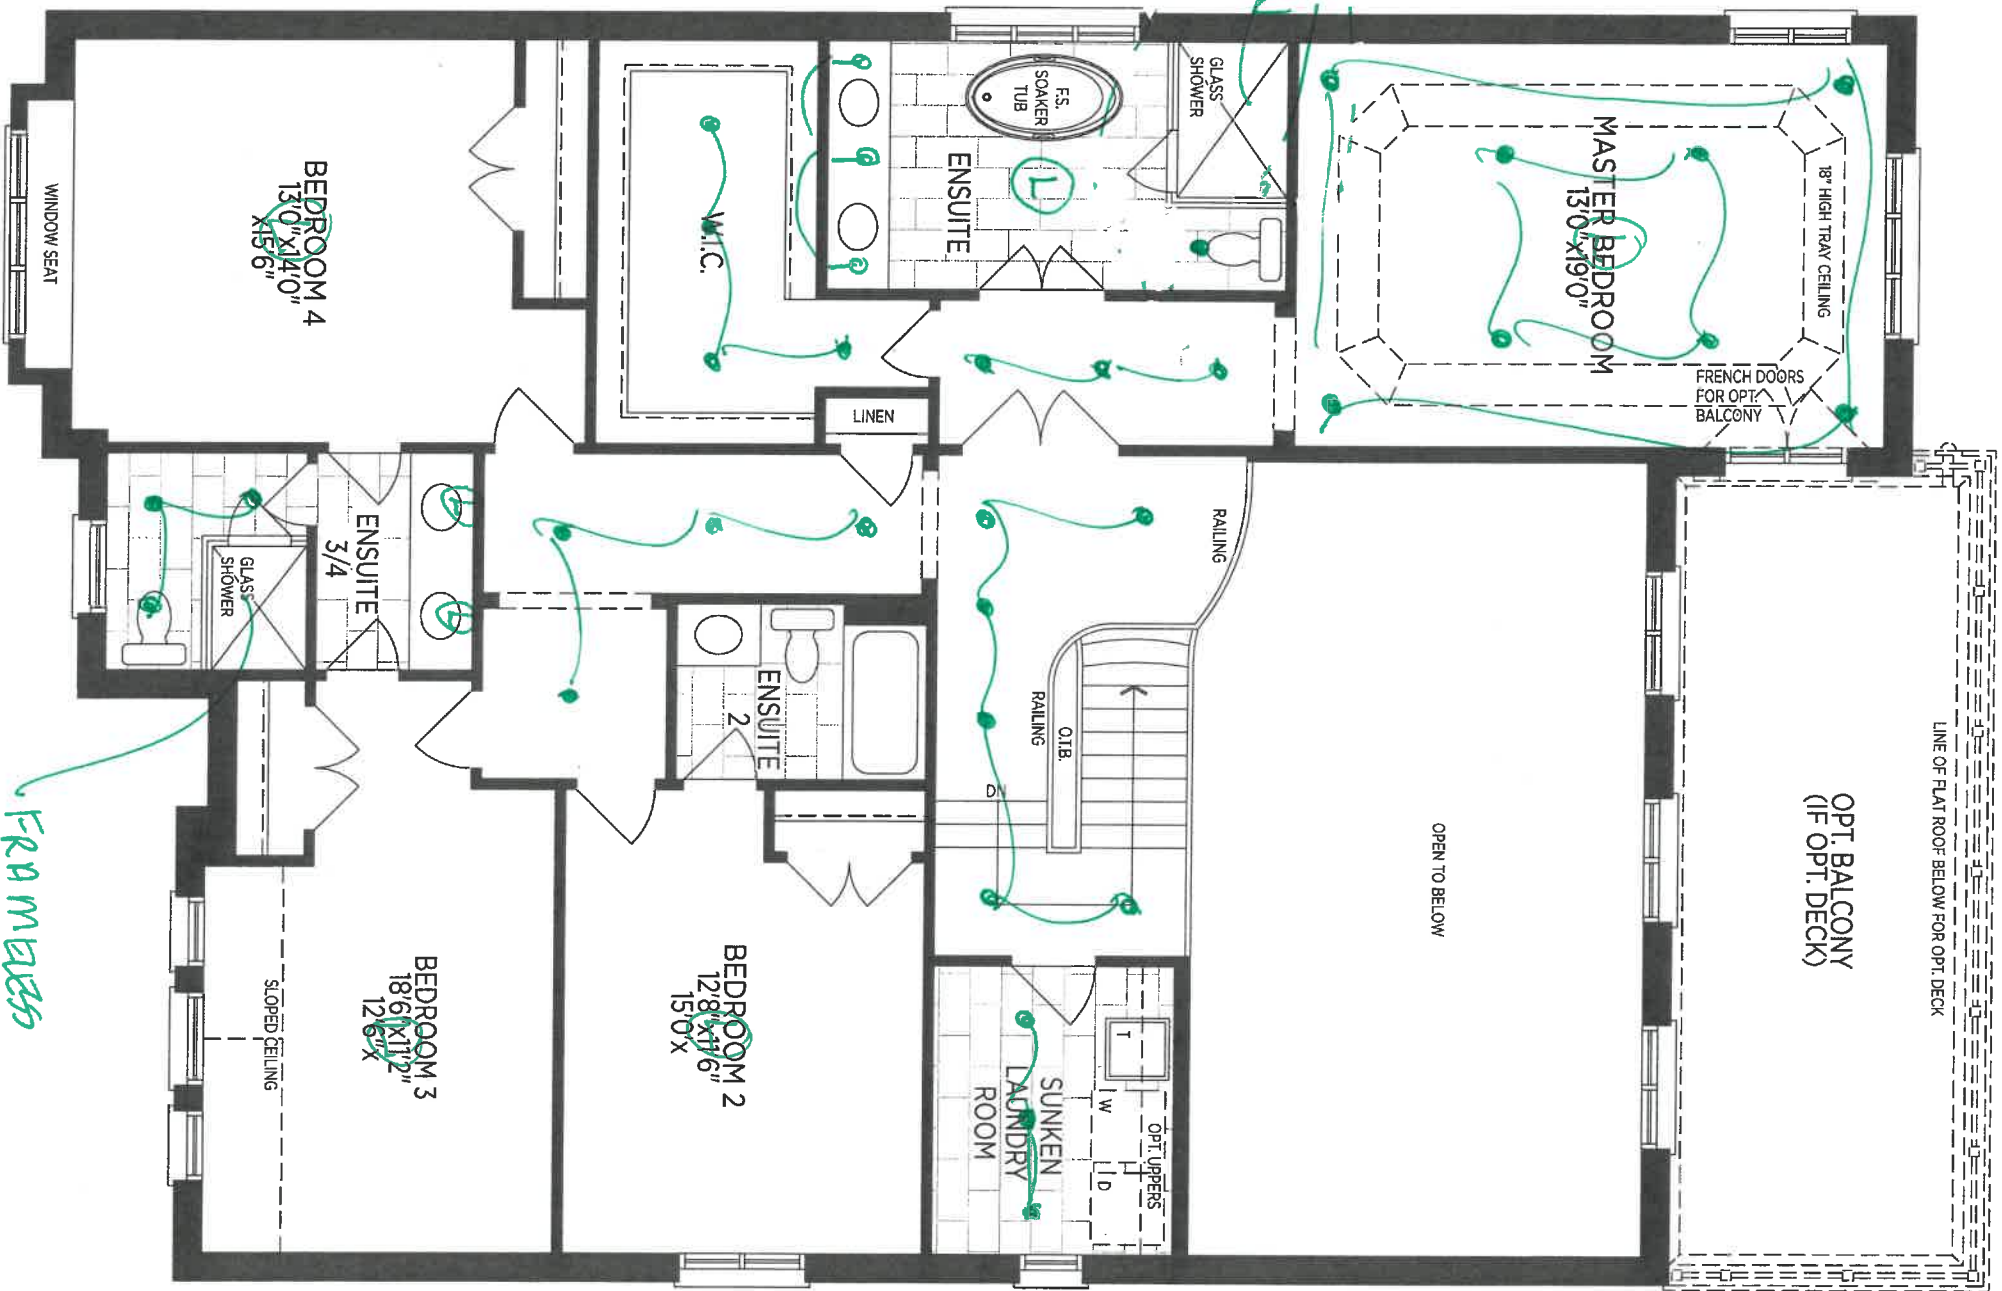 BEDROOM 4
13'0"x14'0"
x15'6"
WINDOW SEAT
W.I.C.
F.S.
SOAKER
TUB
ENSUITE
L
GLASS
SHOWER
MASTER BEDROOM
13'0"x19'0"
18" HIGH TRAY CEILING
FRENCH DOORS
FOR OPT.
BALCONY
LINEN
ENSUITE
3/4
GLASS
SHOWER
ENSUITE
2
RAILING
RAILING
O.T.B.
DN
OPEN TO BELOW
LINE OF FLAT ROOF BELOW FOR OPT. DECK
OPT. BALCONY
(IF OPT. DECK)
BEDROOM 3
18'6"x11'2"
12'6"x
SLOPED CEILING
BEDROOM 2
12'8"x11'6"
15'0"x
SUNKEN
LAUNDRY
ROOM
T
W
D
OPT. UPPERS
FRAMELESS